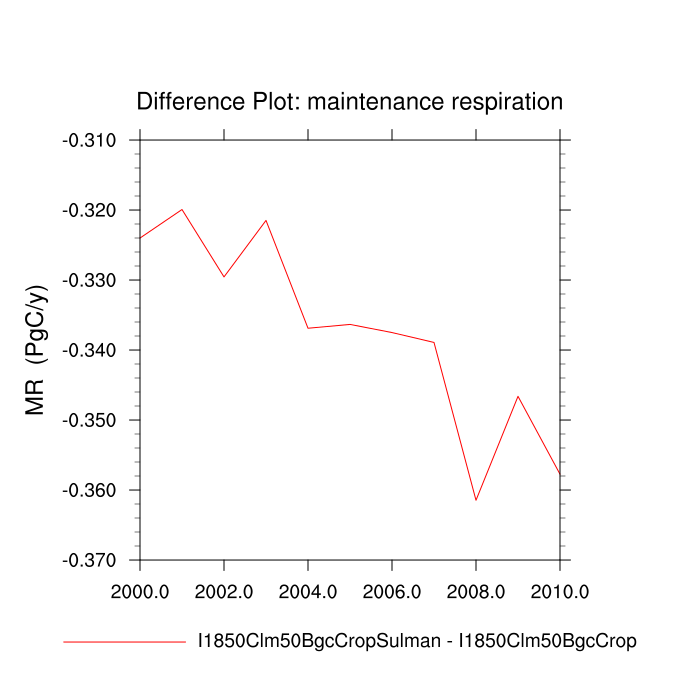 Difference Plot: maintenance respiration
-0.310
-0.320
-0.330
-0.340
-0.350
-0.360
-0.370
MR (PgC/y)
2000.0 2002.0 2004.0 2006.0 2008.0 2010.0
I1850Clm50BgcCropSulman - I1850Clm50BgcCrop